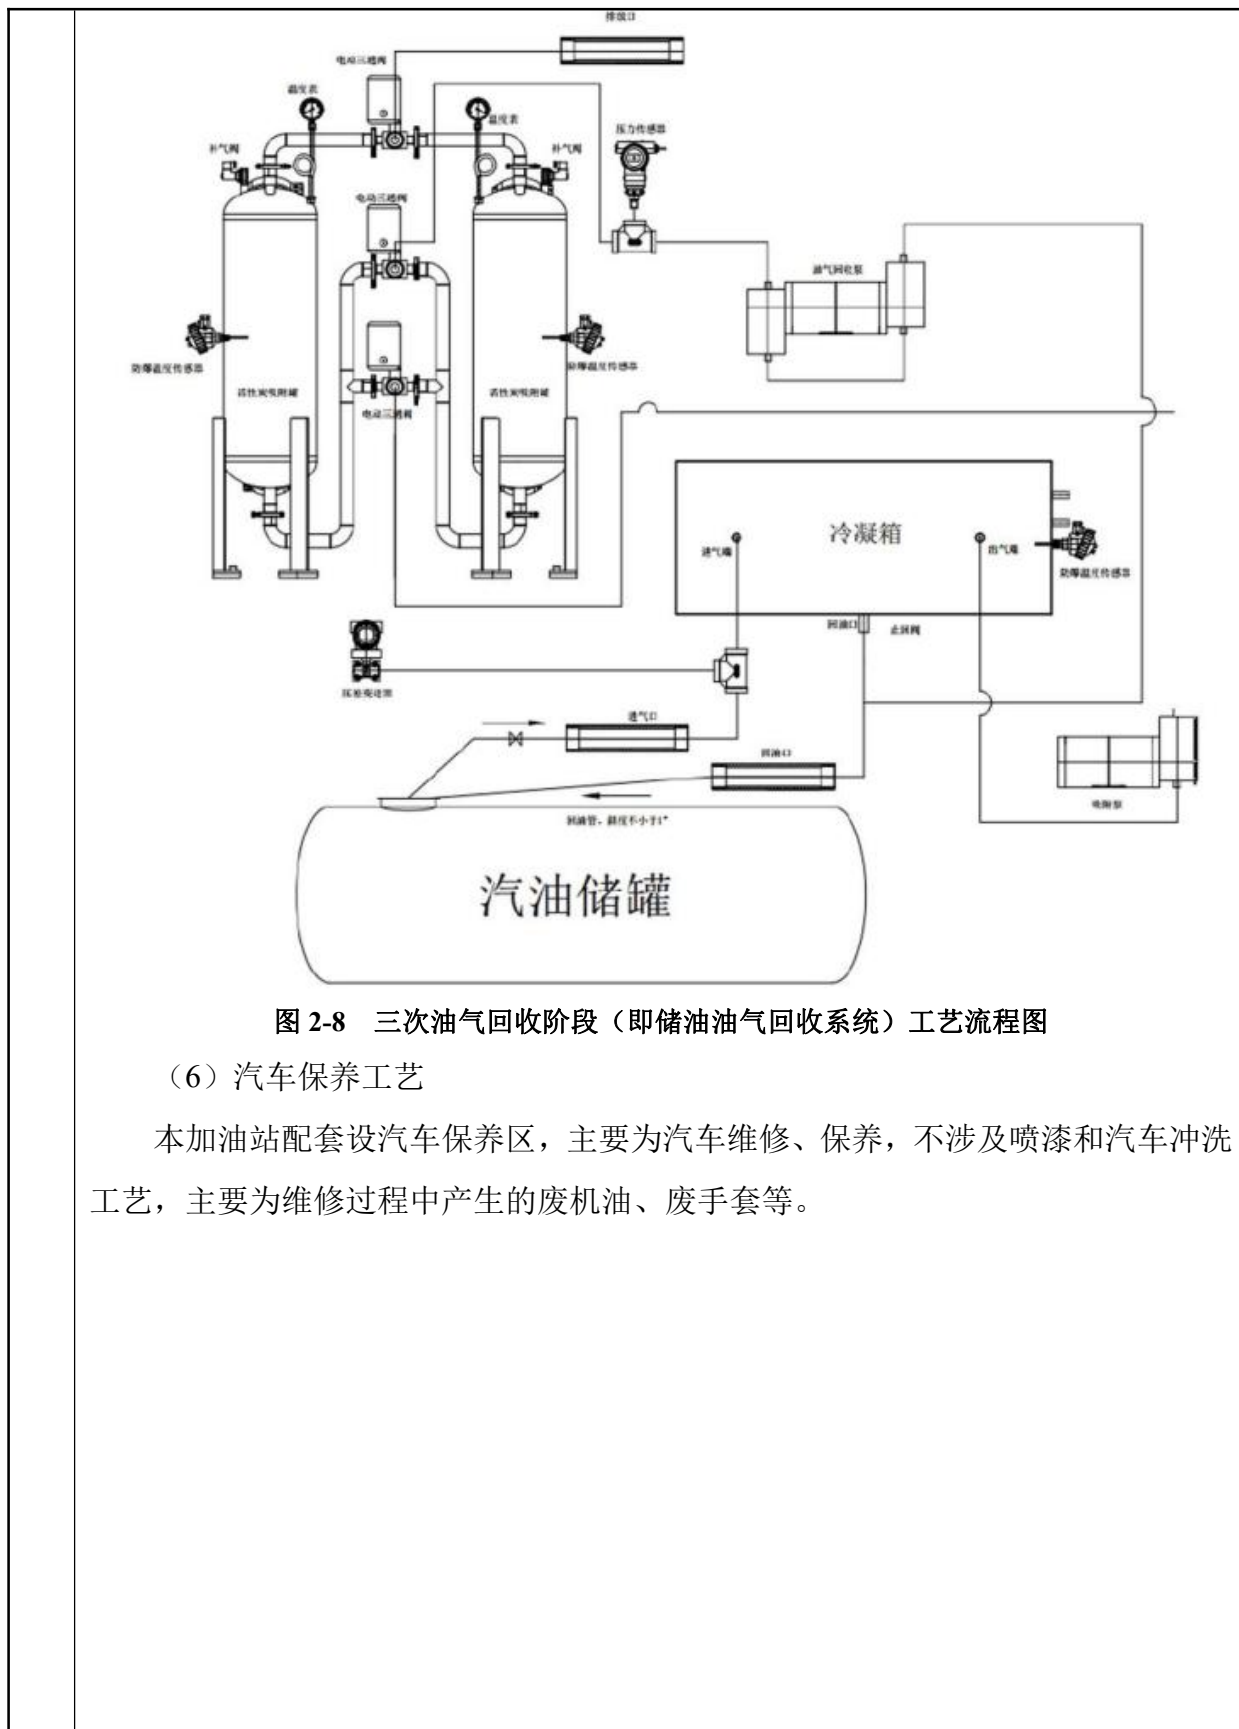 排放口
电动三通阀
温度表
温度表
压力传感器
补气阀
补气阀
电动三通阀
油气回收泵
防爆温度传感器
防爆温度传感器
活性炭吸附罐
活性炭吸附罐
电动三通阀
冷凝箱
进气端
出气端
防爆温度传感器
回油口
止回阀
压差变送器
进气口
回油口
吸附泵
回油管，斜度不小于1°
汽油储罐
图 2-8 三次油气回收阶段（即储油油气回收系统）工艺流程图
（6）汽车保养工艺
本加油站配套设汽车保养区，主要为汽车维修、保养，不涉及喷漆和汽车冲洗
工艺，主要为维修过程中产生的废机油、废手套等。